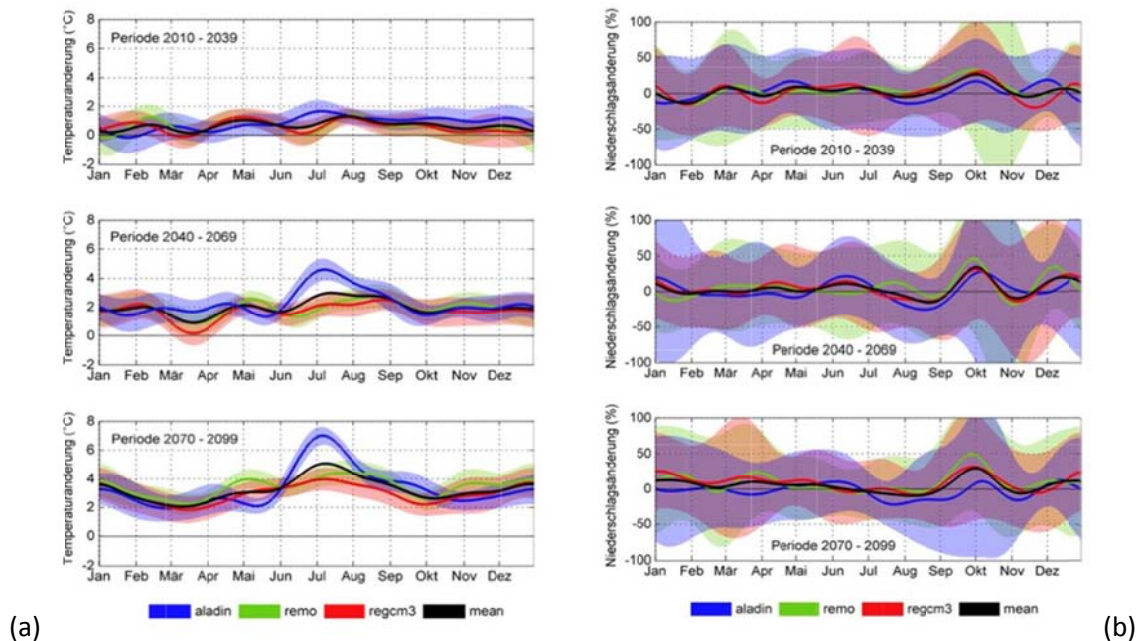 Temperaturänderung (°C)
8
6
4
2
0
-2
Periode 2010 - 2039
Jan Feb Mär Apr Mai Jun Jul Aug Sep Okt Nov Dez
Temperaturänderung (°C)
8
6
4
2
0
-2
Periode 2040 - 2069
Jan Feb Mär Apr Mai Jun Jul Aug Sep Okt Nov Dez
Temperaturänderung (°C)
8
6
4
2
0
-2
Periode 2070 - 2099
Jan Feb Mär Apr Mai Jun Jul Aug Sep Okt Nov Dez
aladin remo regcm3 mean
(a)
Niederschlagsänderung (%)
100
50
0
-50
-100
Periode 2010 - 2039
Jan Feb Mär Apr Mai Jun Jul Aug Sep Okt Nov Dez
Niederschlagsänderung (%)
100
50
0
-50
-100
Periode 2040 - 2069
Jan Feb Mär Apr Mai Jun Jul Aug Sep Okt Nov Dez
Niederschlagsänderung (%)
100
50
0
-50
-100
Periode 2070 - 2099
Jan Feb Mär Apr Mai Jun Jul Aug Sep Okt Nov Dez
aladin remo regcm3 mean
(b)